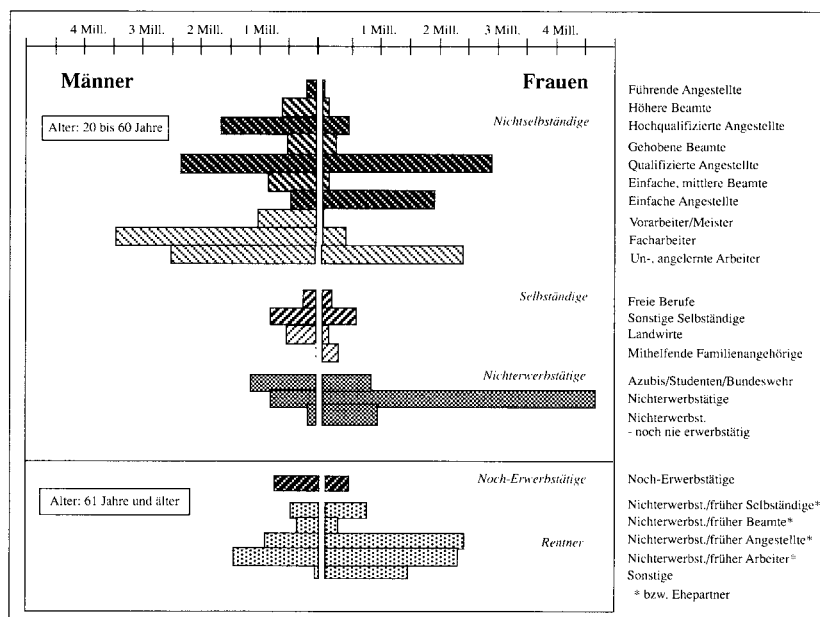 4 Mill. 3 Mill. 2 Mill. 1 Mill. 1 Mill. 2 Mill. 3 Mill. 4 Mill.
Männer
Frauen
Alter: 20 bis 60 Jahre
Nichtselbständige
Führende Angestellte
Höhere Beamte
Hochqualifizierte Angestellte
Gehobene Beamte
Qualifizierte Angestellte
Einfache, mittlere Beamte
Einfache Angestellte
Vorarbeiter/Meister
Facharbeiter
Un-, angelernte Arbeiter
Selbständige
Freie Berufe
Sonstige Selbständige
Landwirte
Mithelfende Familienangehörige
Nichterwerbstätige
Azubis/Studenten/Bundeswehr
Nichterwerbstätige
Nichterwerbst.
- noch nie erwerbstätig
Alter: 61 Jahre und älter
Noch-Erwerbstätige
Noch-Erwerbstätige
Rentner
Nichterwerbst./früher Selbständige*
Nichterwerbst./früher Beamte*
Nichterwerbst./früher Angestellte*
Nichterwerbst./früher Arbeiter*
Sonstige
* bzw. Ehepartner